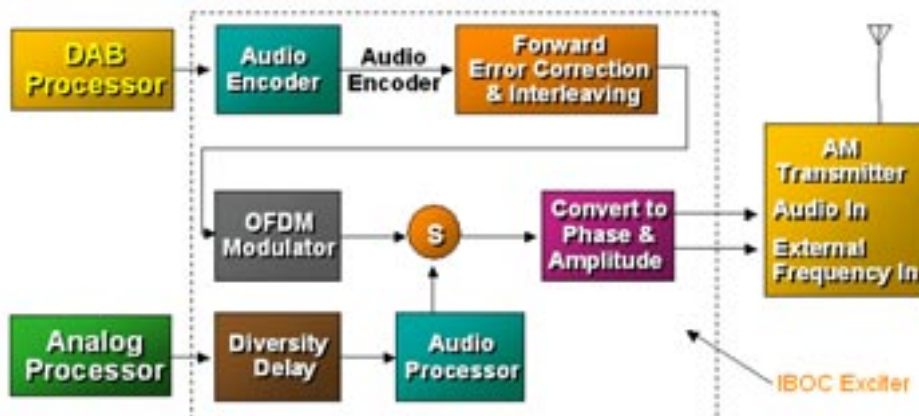 DAB
Processor
Audio
Encoder
Audio
Encoder
Forward
Error Correction
& Interleaving
AM
Transmitter
Audio In
External
Frequency In
OFDM
Modulator
S
Convert to
Phase &
Amplitude
Analog
Processor
Diversity
Delay
Audio
Processor
IBOC Exciter